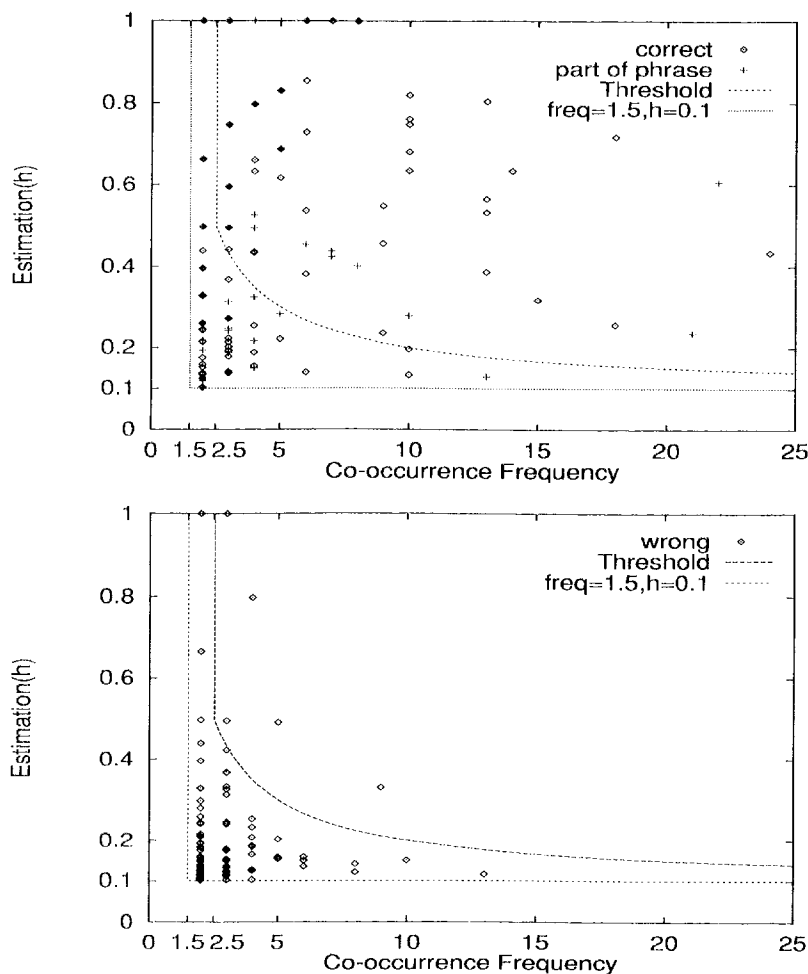 1
0.8
0.6
0.4
0.2
0.1
0
Estimation(h)
correct
part of phrase
Threshold
freq=1.5,h=0.1
0 1.5 2.5 5 10 15 20 25
Co-occurrence Frequency
1
0.8
0.6
0.4
0.2
0.1
0
Estimation(h)
wrong
Threshold
freq=1.5,h=0.1
0 1.5 2.5 5 10 15 20 25
Co-occurrence Frequency